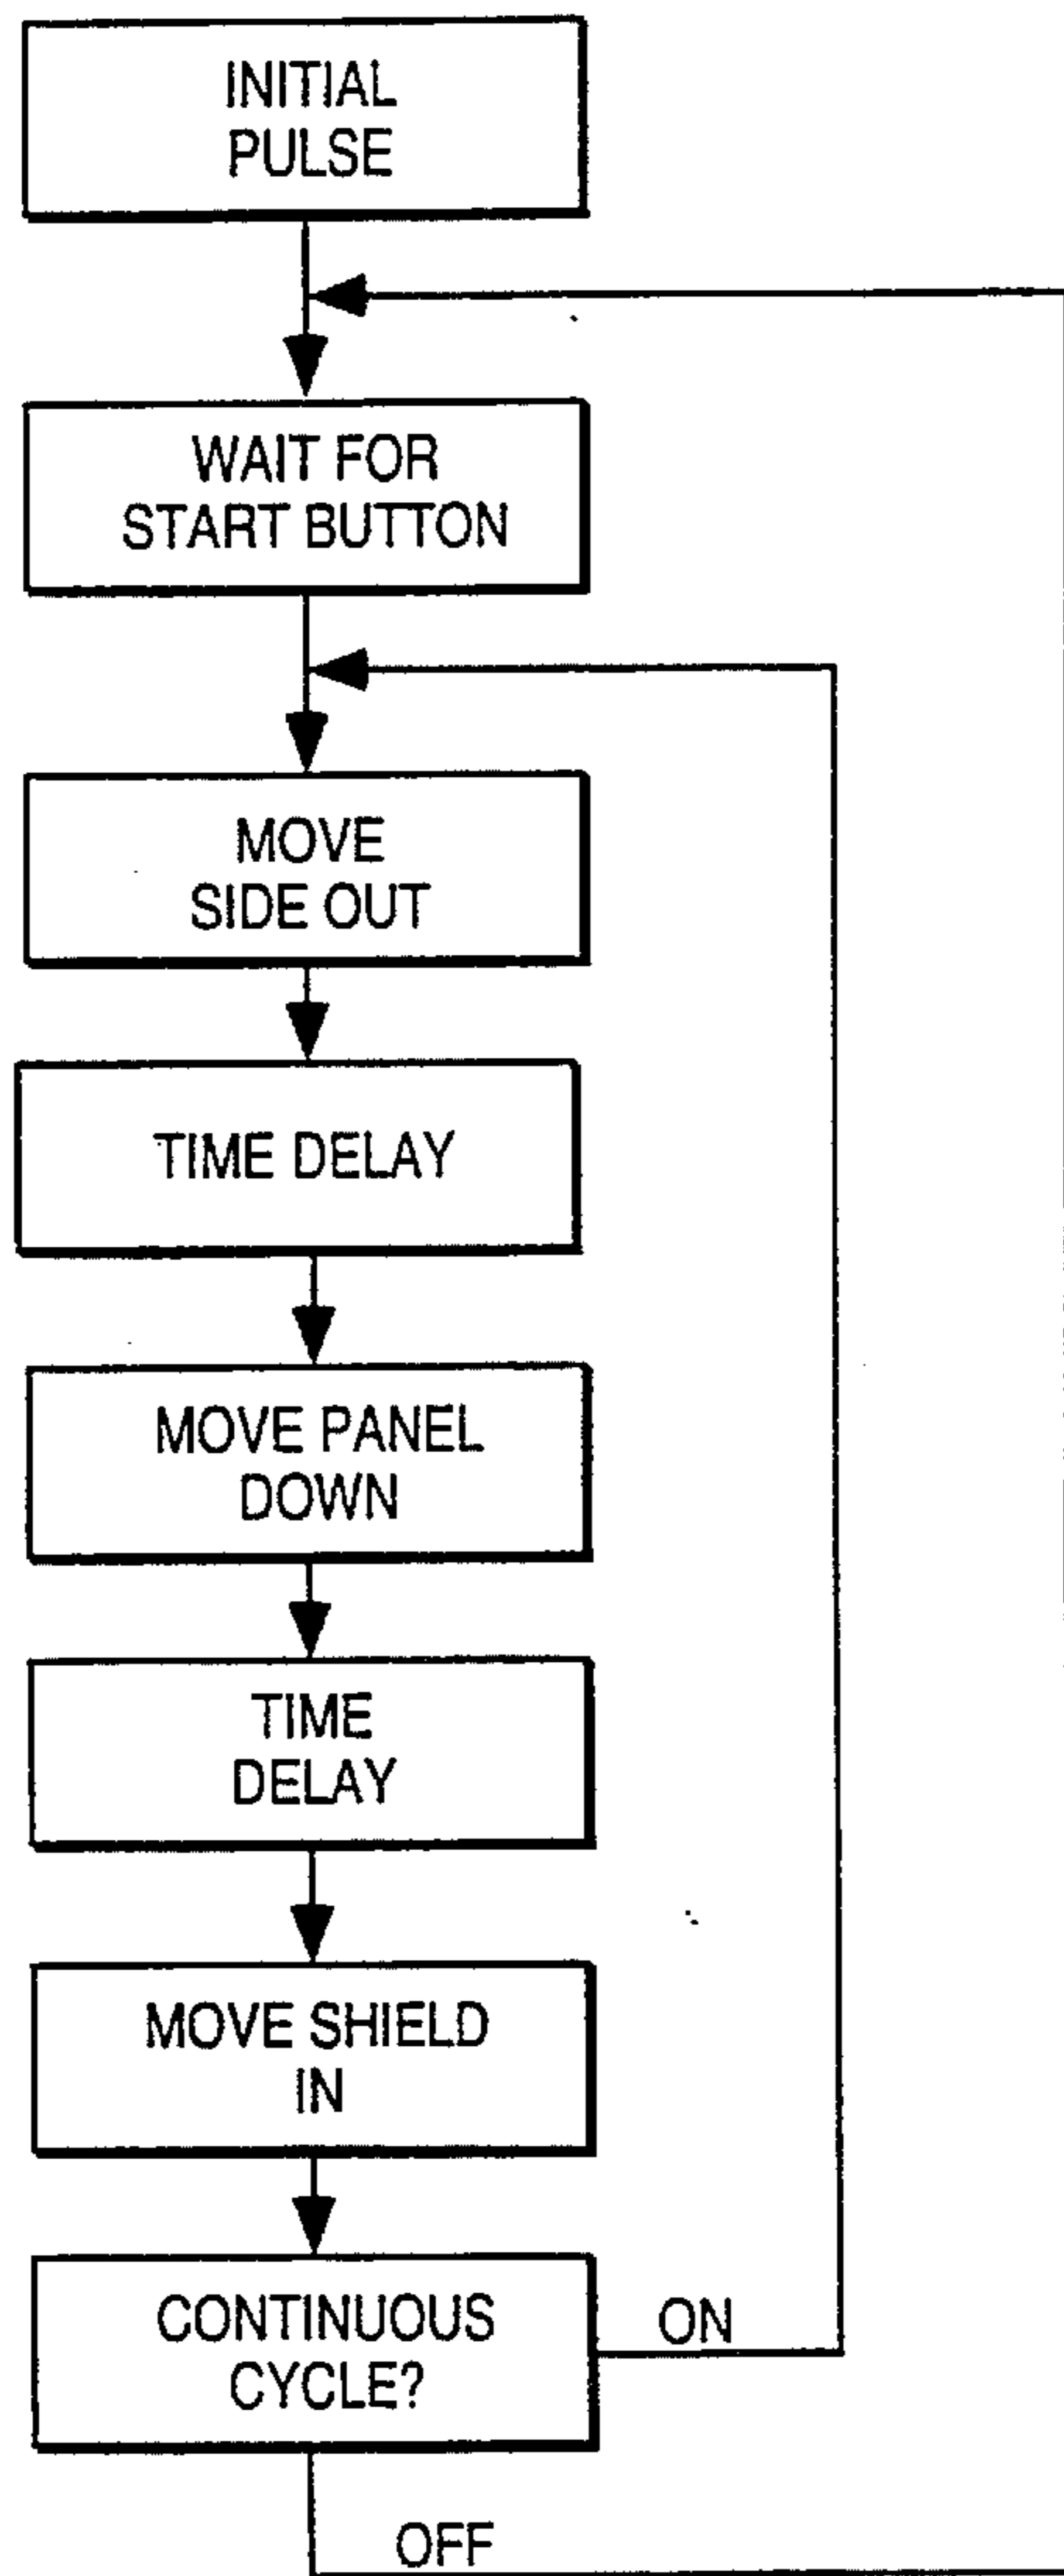 INITIAL
PULSE
WAIT FOR
START BUTTON
MOVE
SIDE OUT
TIME DELAY
MOVE PANEL
DOWN
TIME
DELAY
MOVE SHIELD
IN
CONTINUOUS
CYCLE?
ON
OFF